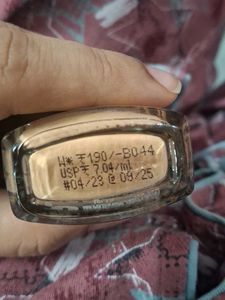 W* ₹190/-B044
USP₹ 7.04/ml
#04/23 @ 09/25